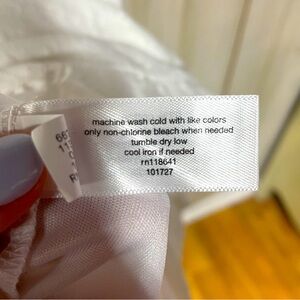 machine wash cold with like colors
only non-chlorine bleach when needed
tumble dry low
cool iron if needed
rn118641
101727